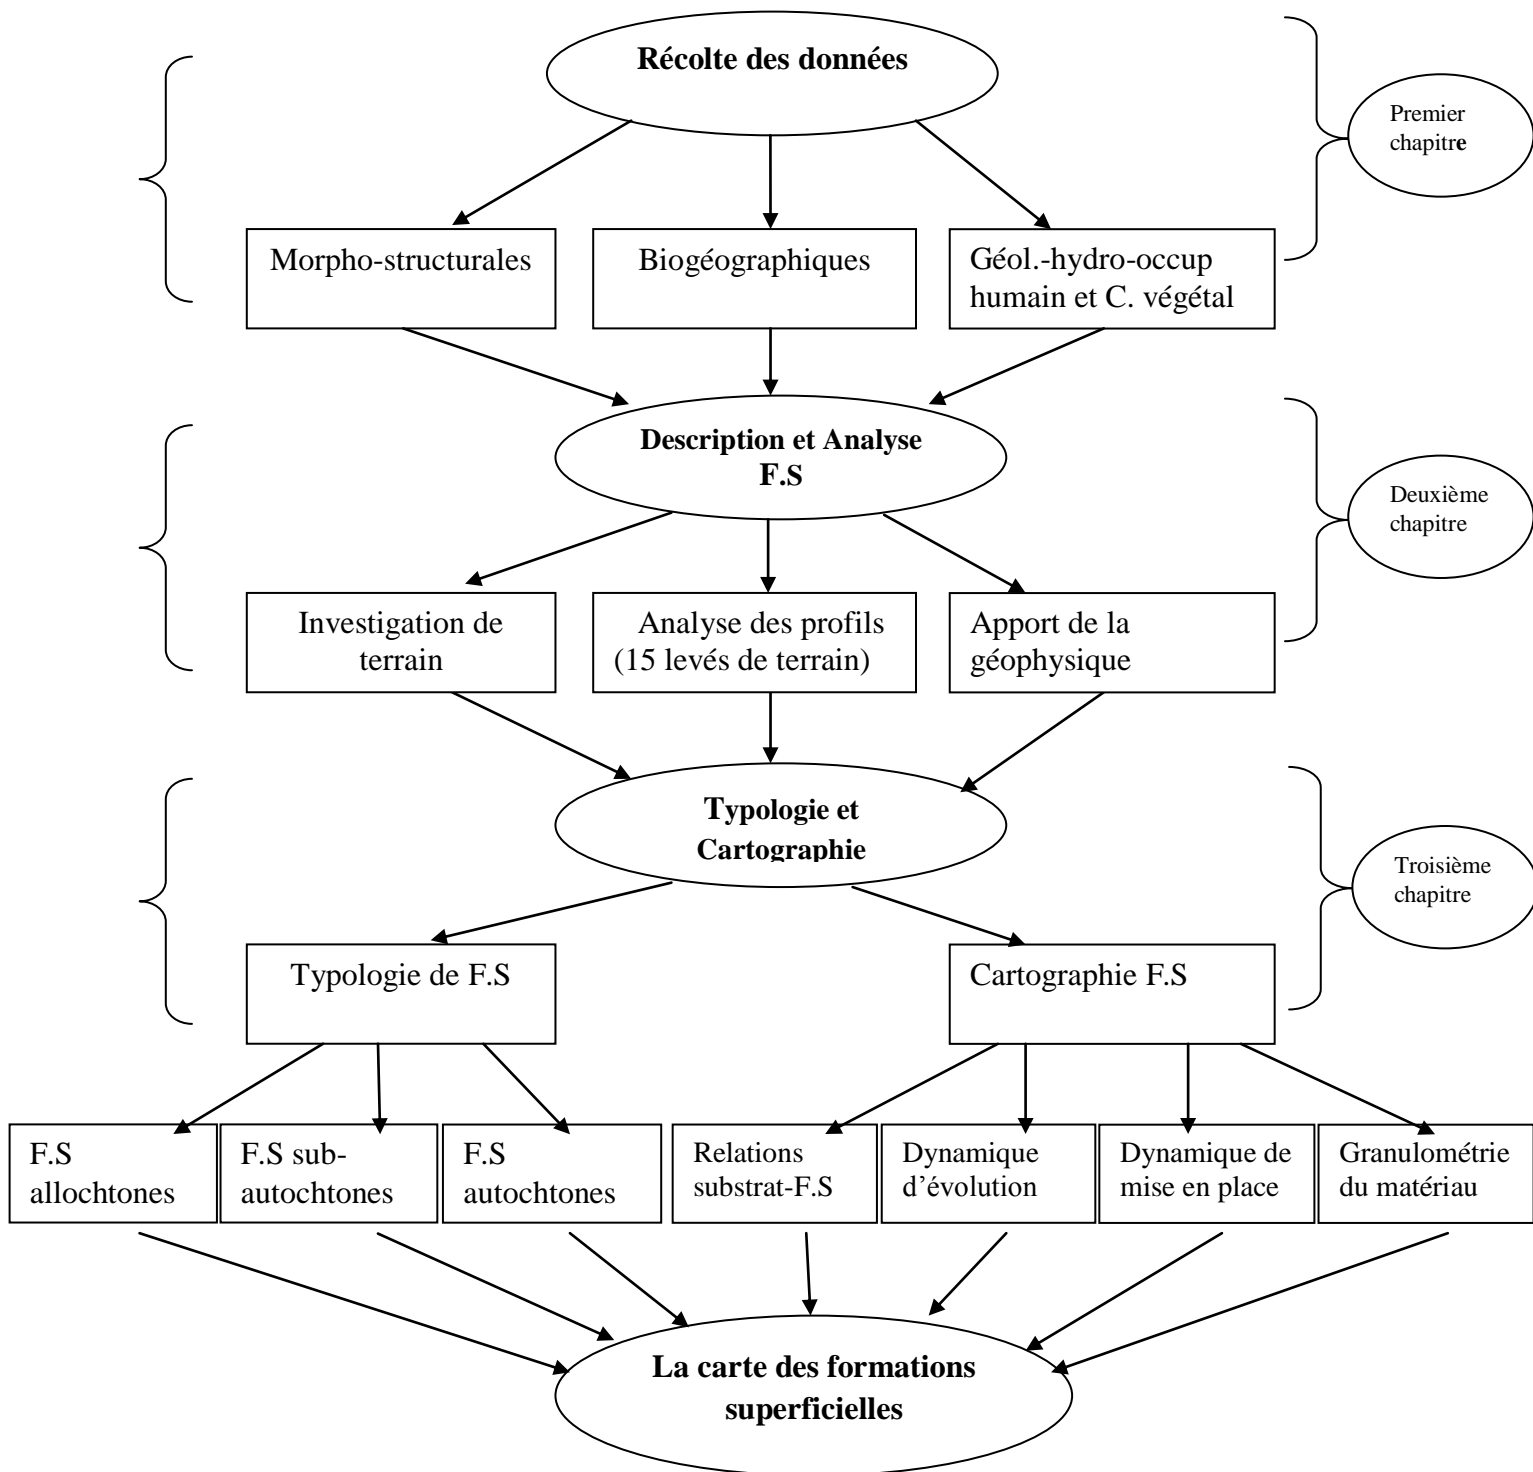 Récolte des données
Premier
chapitre
Morpho-structurales
Biogéographiques
Géol.-hydro-occup
humain et C. végétal
Description et Analyse
F.S
Deuxième
chapitre
Investigation de
terrain
Analyse des profils
(15 levés de terrain)
Apport de la
géophysique
Typologie et
Cartographie
Troisième
chapitre
Typologie de F.S
Cartographie F.S
F.S
allochtones
F.S sub-
autochtones
F.S
autochtones
Relations
substrat-F.S
Dynamique
d’évolution
Dynamique de
mise en place
Granulométrie
du matériau
La carte des formations
superficielles